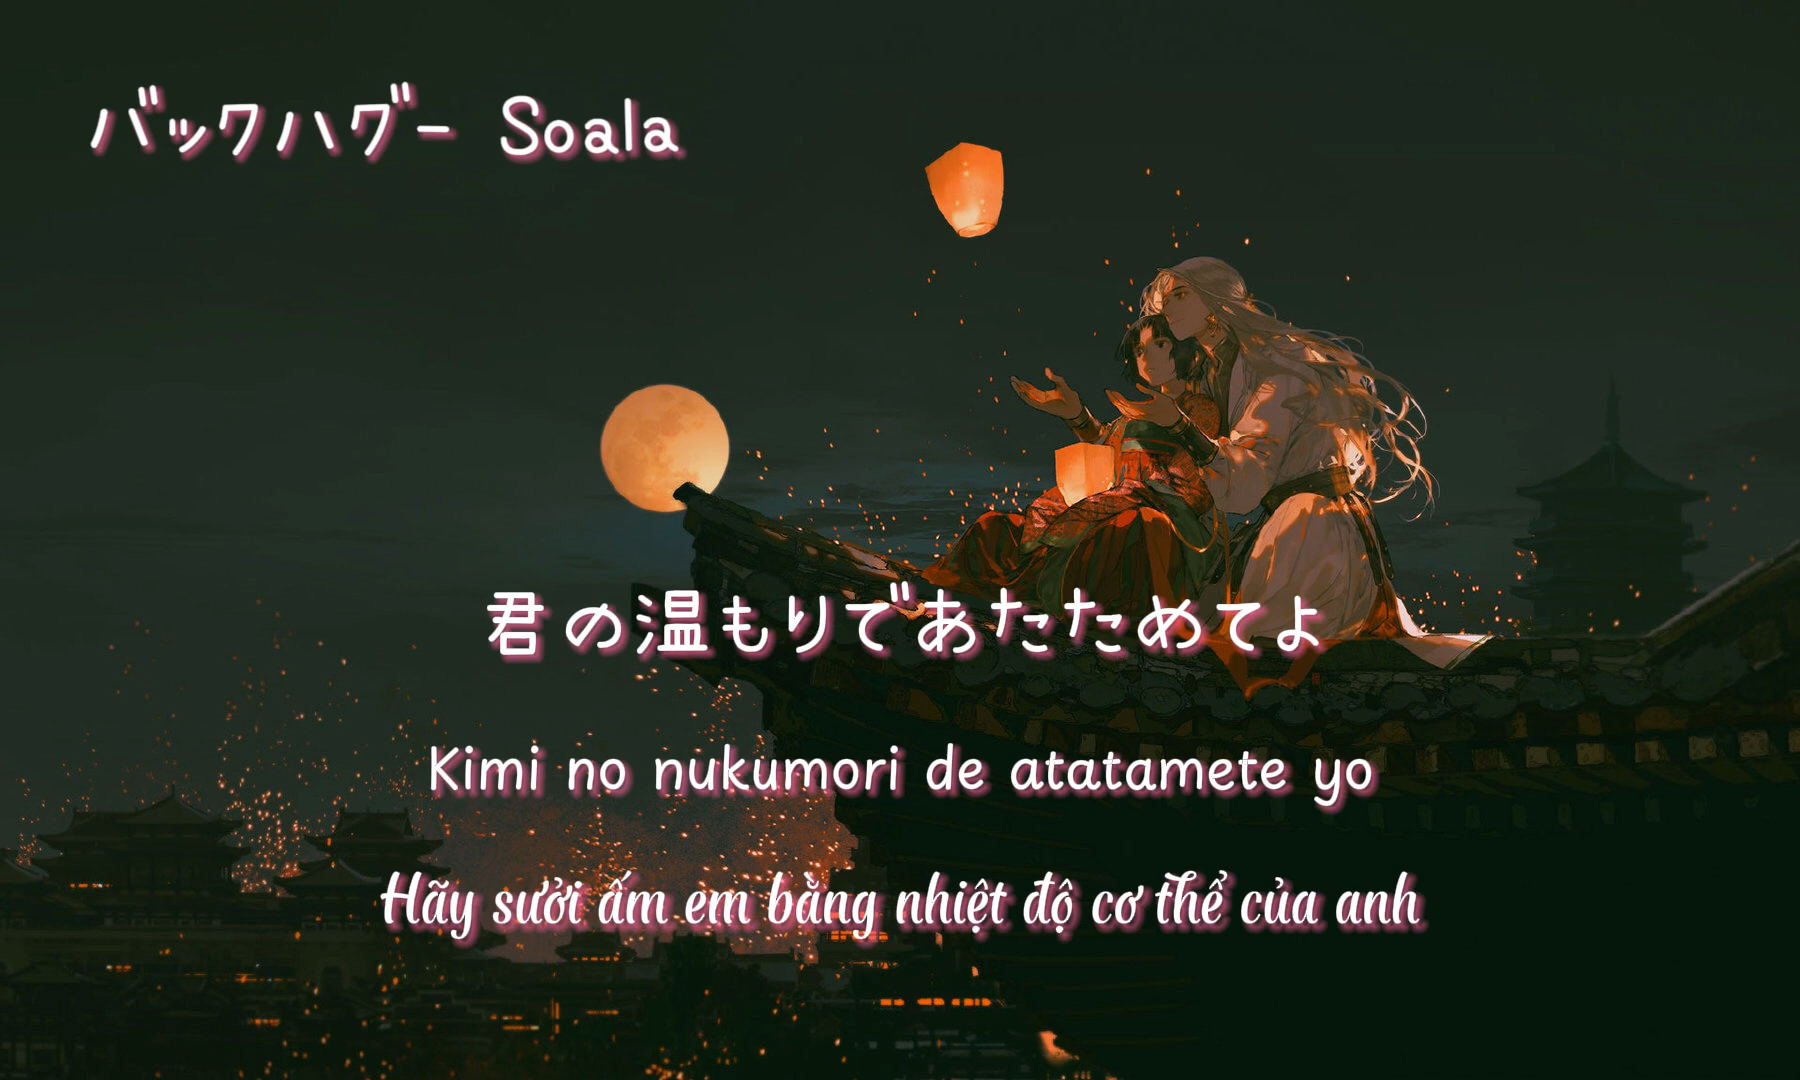 バックハグー Soala
君の温もりであたためてよ
Kimi no nukumori de atatamete yo
Hãy sưởi ấm em bằng nhiệt độ cơ thể của anh